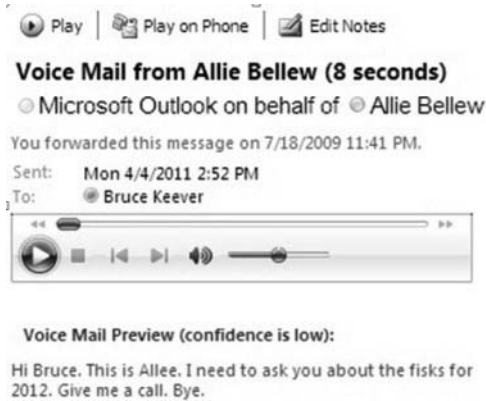 Play | Play on Phone | Edit Notes
Voice Mail from Allie Bellew (8 seconds)
Microsoft Outlook on behalf of Allie Bellew
You forwarded this message on 7/18/2009 11:41 PM.
Sent: Mon 4/4/2011 2:52 PM
To: Bruce Keever
Voice Mail Preview (confidence is low):
Hi Bruce. This is Allee. I need to ask you about the fisks for
2012. Give me a call. Bye.